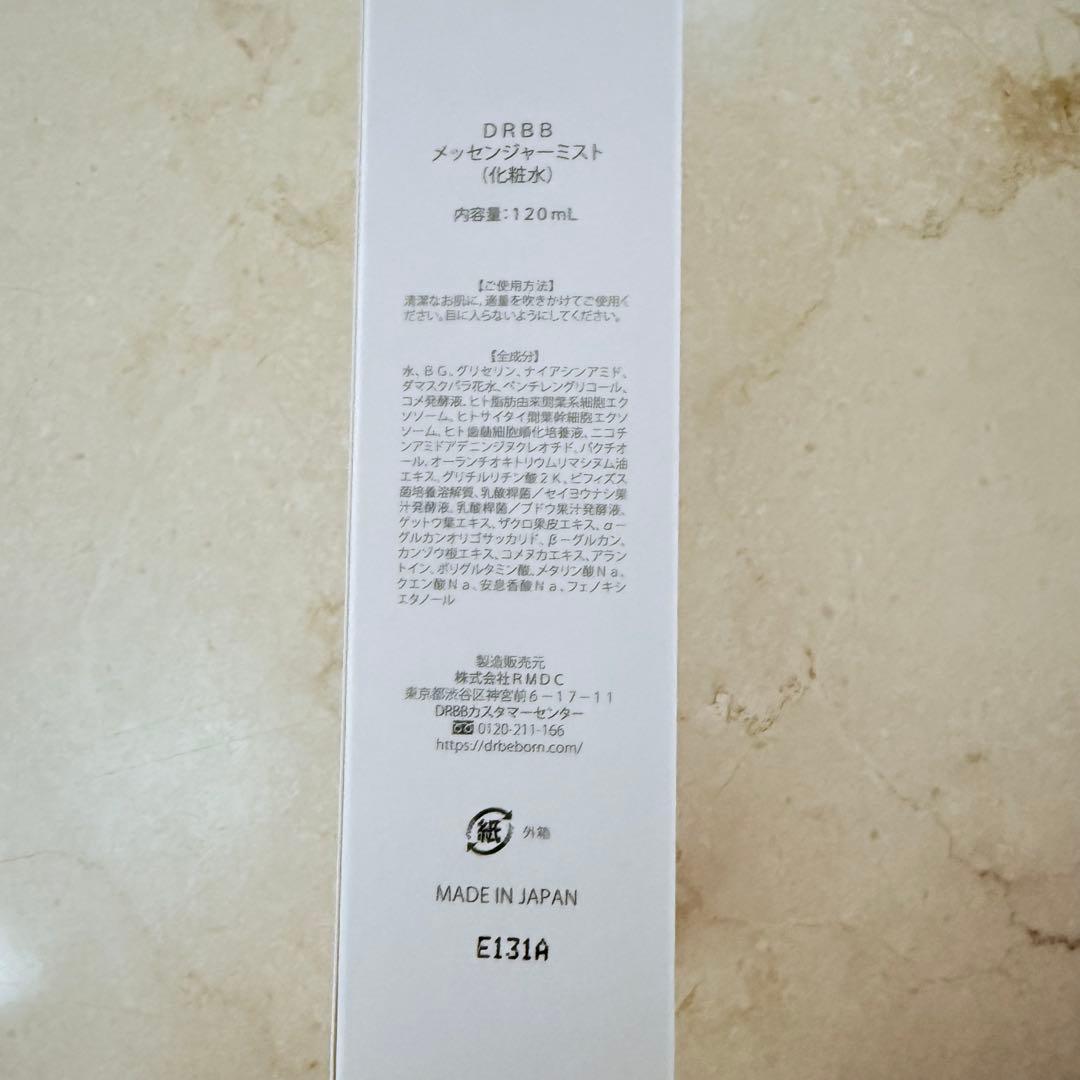 DRBB
メッセンジャーミスト
(化粧水)
内容量:120mL
【ご使用方法】
清潔なお肌に、適量を吹きかけてご使用く
ださい。目に入らないようにしてください。
【全成分】
水、BG、グリセリン、ナイアシンアミド、
ダマスクバラ花水、ペンチレングリコール、
コメ発酵液、ヒト脂肪由来間葉系細胞エク
ソソーム、ヒトサイタイ間葉幹細胞エクソ
ソーム、ヒト歯髄細胞順化培養液、ニコチ
ンアミドアデニンジヌクレオチド、バクチオ
ール、オーランチオキトリウムリマシヌム油
エキス、グリチルリチン酸2K、ビフィズス
菌培養溶解質、乳酸桿菌/セイヨウナシ果
汁発酵液、乳酸桿菌/ブドウ果汁発酵液、
ゲットウ葉エキス、ザクロ果皮エキス、α-
グルカンオリゴサッカリド、β-グルカン、
カンゾウ根エキス、コメヌカエキス、アラン
トイン、ポリグルタミン酸、メタリン酸Na、
クエン酸Na、安息香酸Na、フェノキシ
エタノール
製造販売元
株式会社RMDC
東京都渋谷区神宮前6-17-11
DRBBカスタマーセンター
0120-211-166
https://drbeborn.com/
紙 外箱
MADE IN JAPAN
E131A